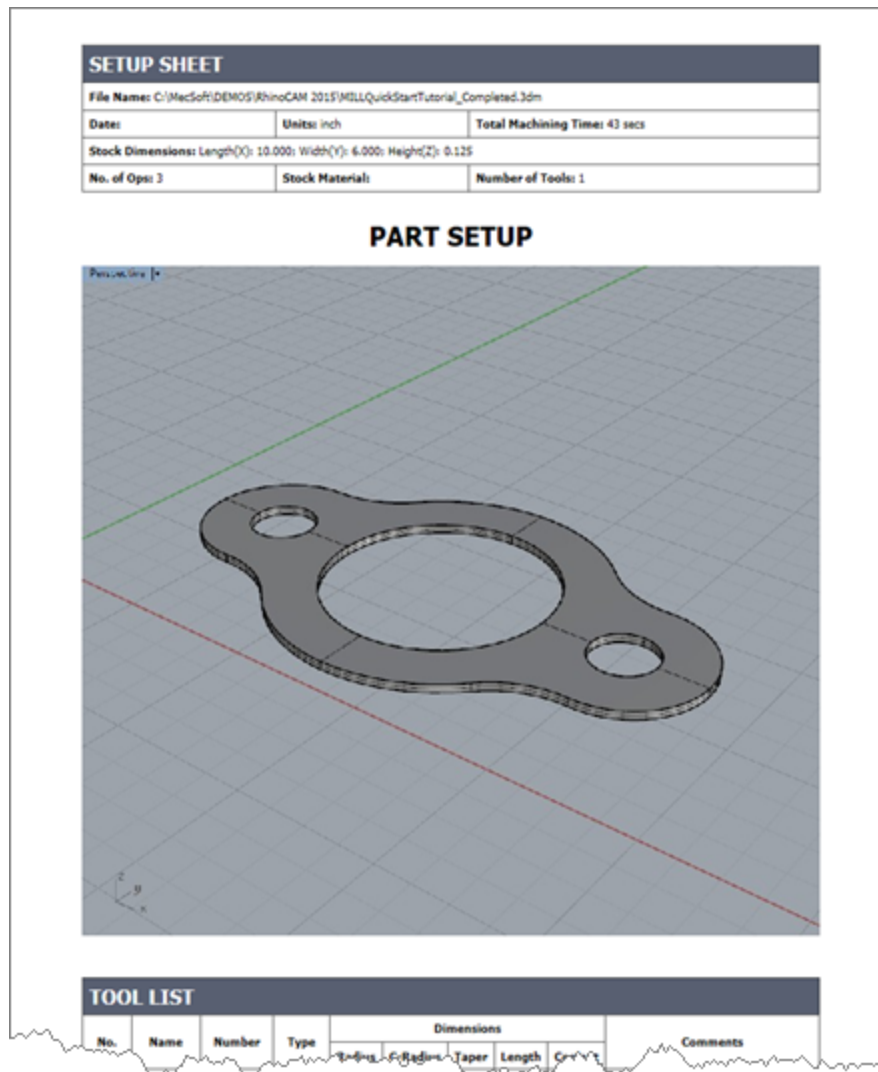 SETUP SHEET
File Name: C:\MecSoft\DEMOS\RhinoCAM 2015\MILLQuickStartTutorial_Completed.3dm
Date: Units: inch Total Machining Time: 43 secs
Stock Dimensions: Length(X): 10.000; Width(Y): 6.000; Height(Z): 0.125
No. of Ops: 3 Stock Material: Number of Tools: 1
PART SETUP
Perspective
z
y
x
TOOL LIST
Dimensions
No. Name Number Type Comments
Radius Taper Length